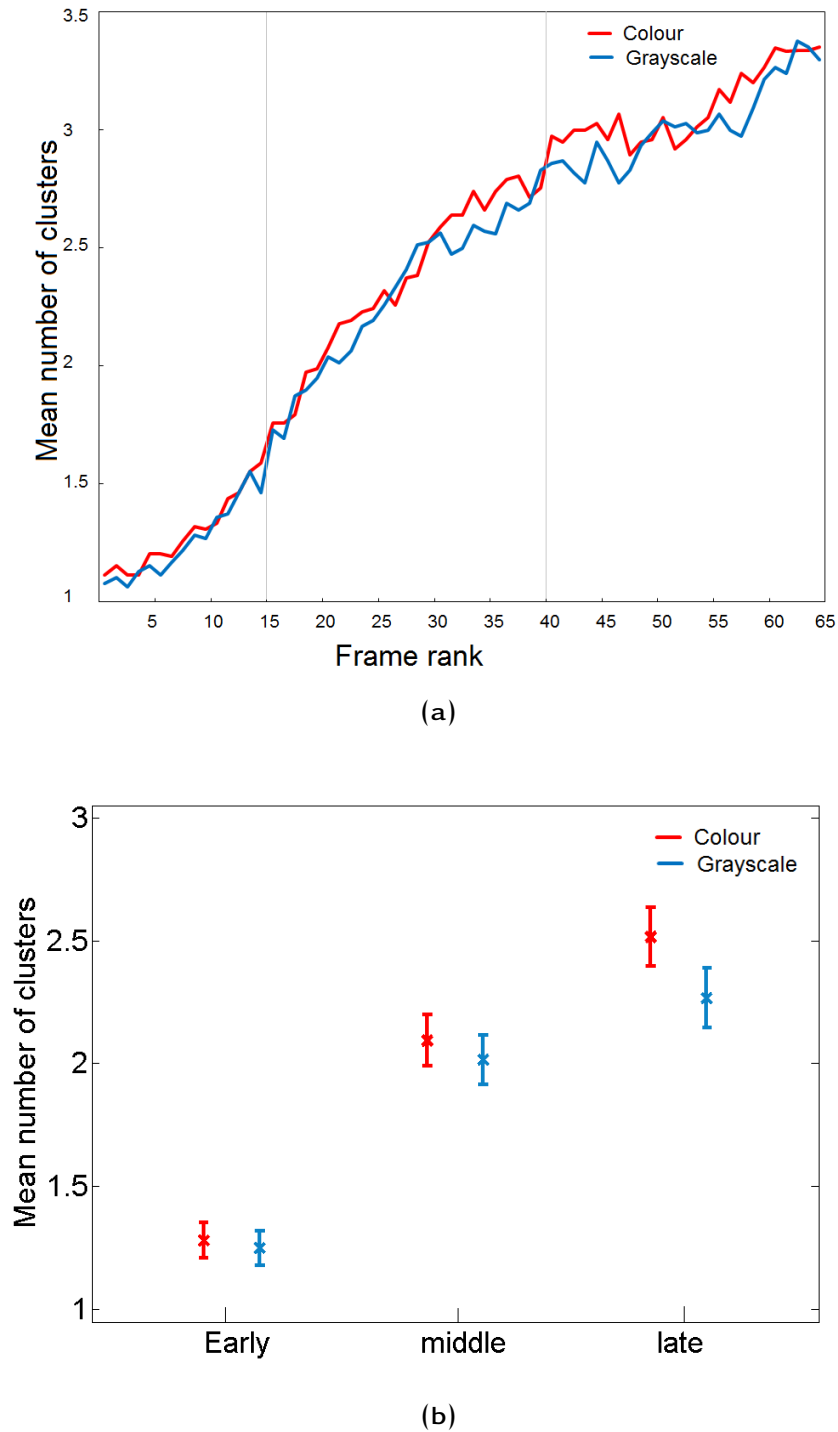 3.5
3
2.5
2
1.5
1
Mean number of clusters
Colour
Grayscale
5 10 15 20 25 30 35 40 45 50 55 60 65
Frame rank
(a)
3
2.5
2
1.5
1
Mean number of clusters
Colour
Grayscale
Early middle late
(b)